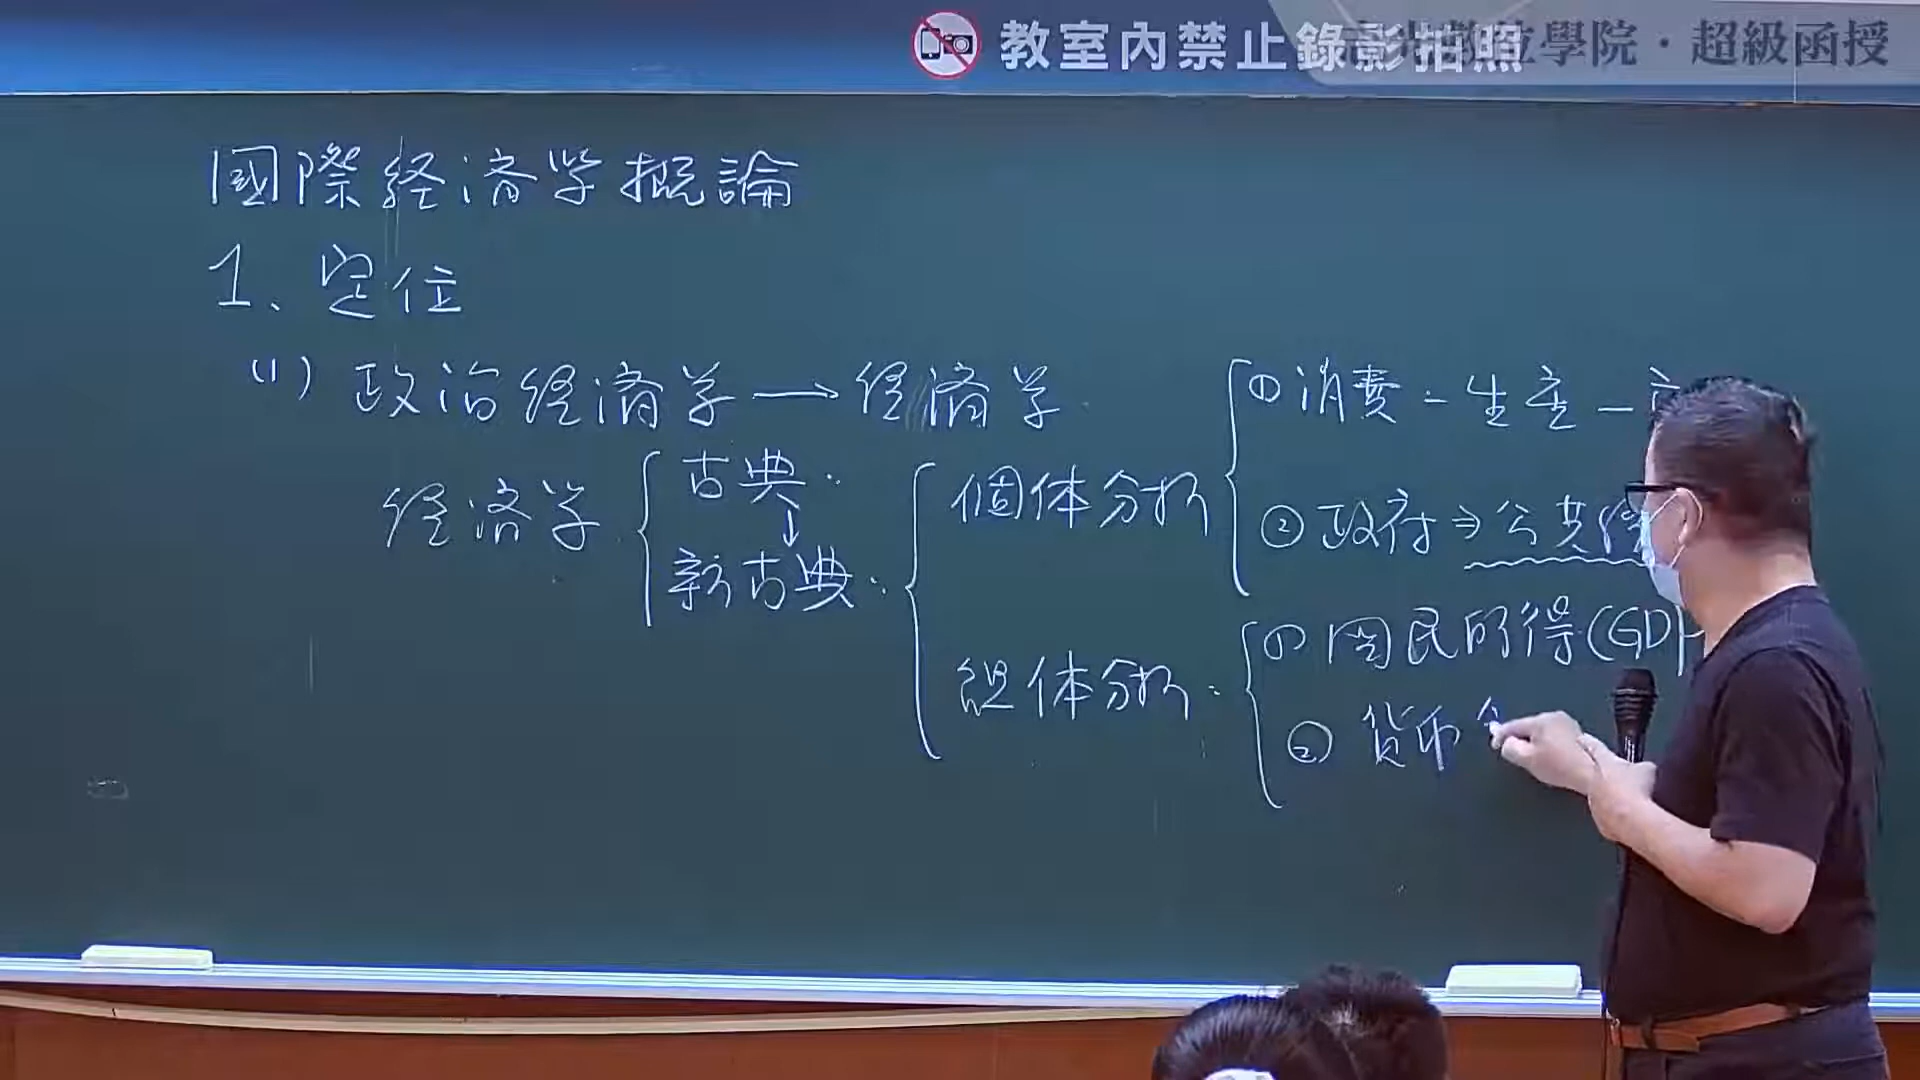 教室內禁止錄影拍照
學院・超級函授
國際経済学概論
1、定位
(1) 政治経済学→経済学
①消費-生産-
経済学 古典:
個体分析
②政府⇒公共
↓
新古典:
①国民所得(GDP
総体分析:
②貨币